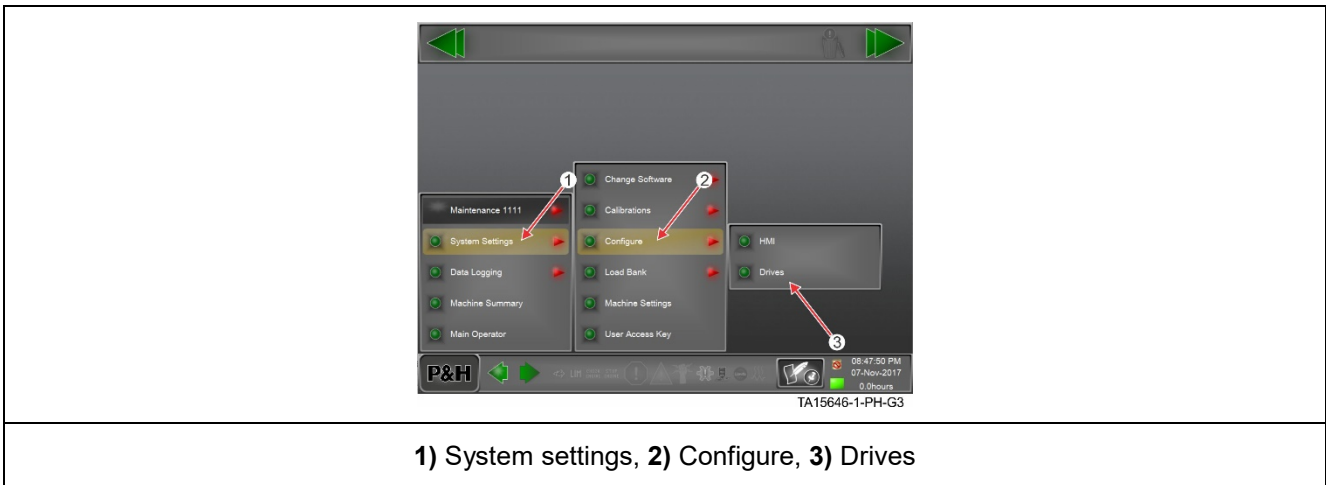 1
Change Software
2
Maintenance 1111
Calibrations
System Settings
Configure
HMI
Data Logging
Load Bank
Drives
Machine Summary
Machine Settings
Main Operator
User Access Key
3
P&H
08:47:50 PM
07-Nov-2017
0.0hours
TA15646-1-PH-G3
1) System settings, 2) Configure, 3) Drives